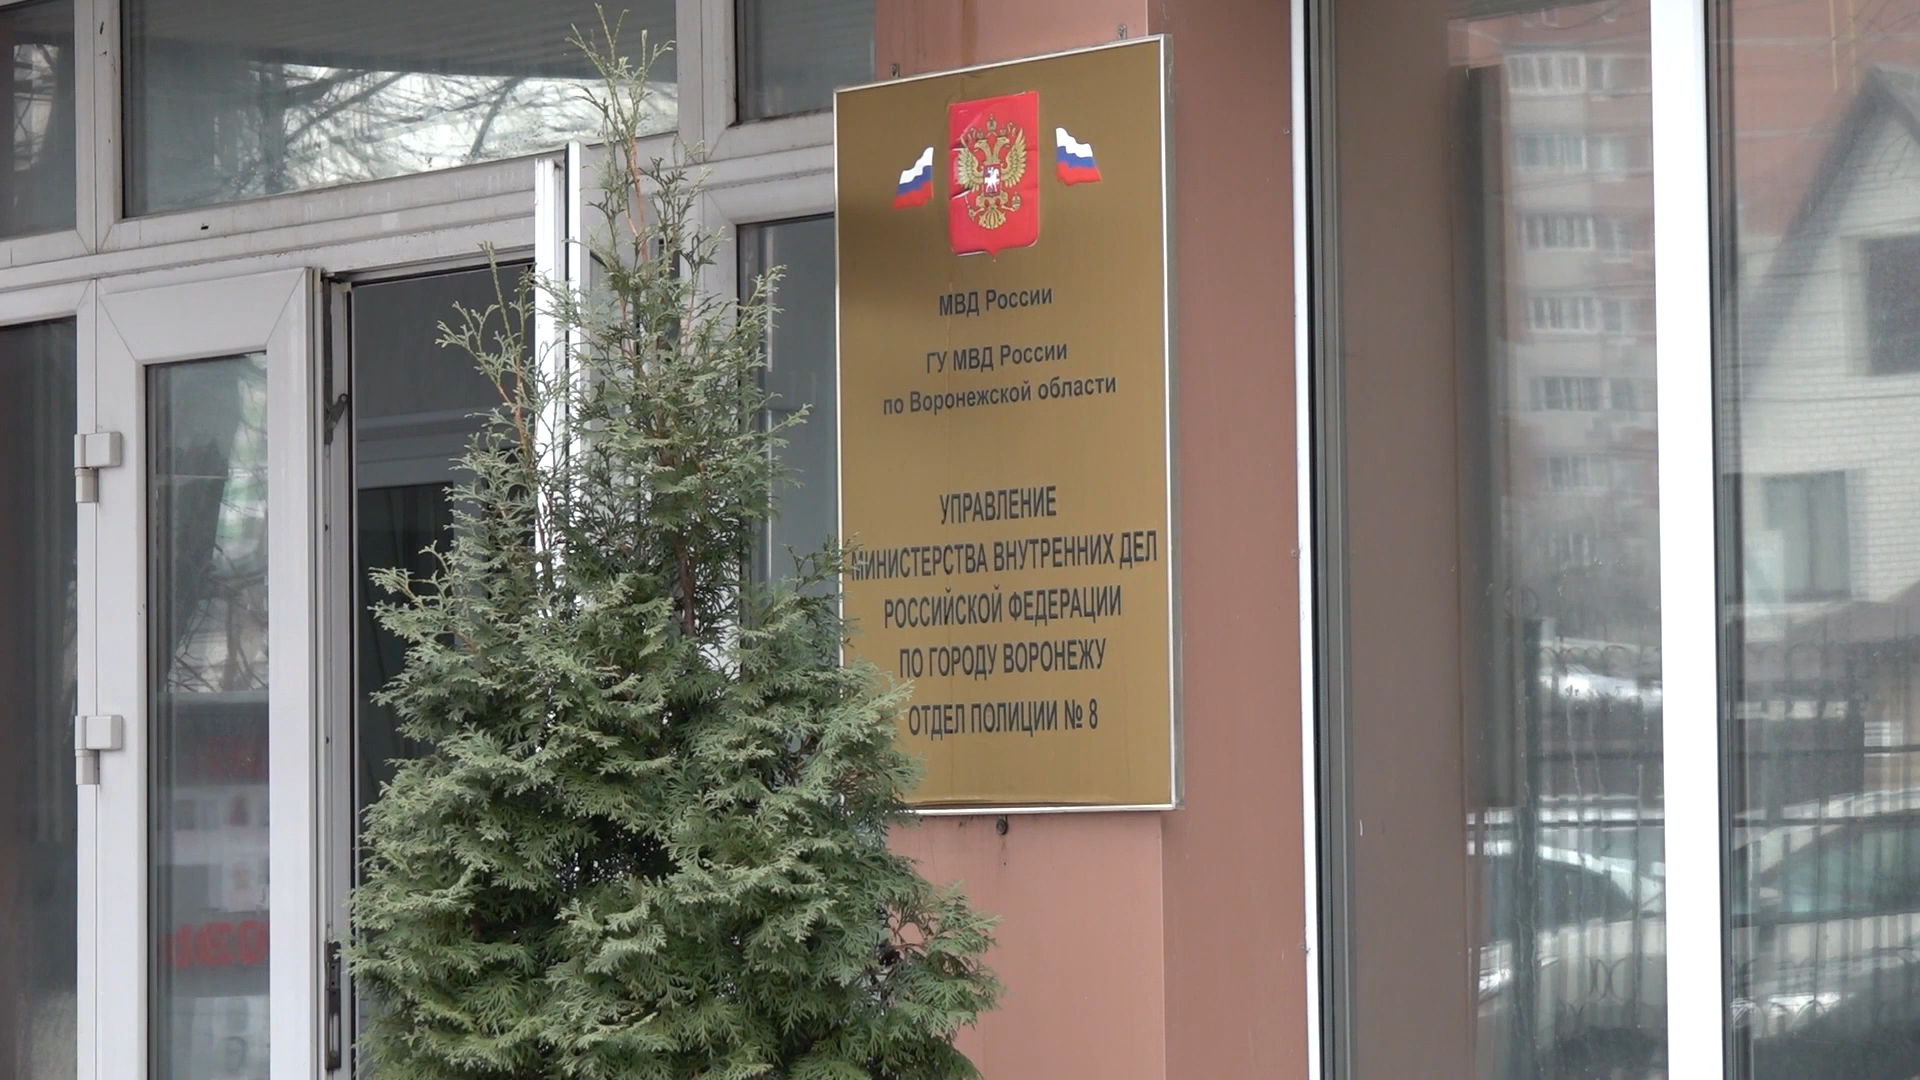 МВД России
ГУ МВД России
по Воронежской области
УПРАВЛЕНИЕ
МИНИСТЕРСТВА ВНУТРЕННИХ ДЕЛ
РОССИЙСКОЙ ФЕДЕРАЦИИ
ПО ГОРОДУ ВОРОНЕЖУ
ОТДЕЛ ПОЛИЦИИ № 8